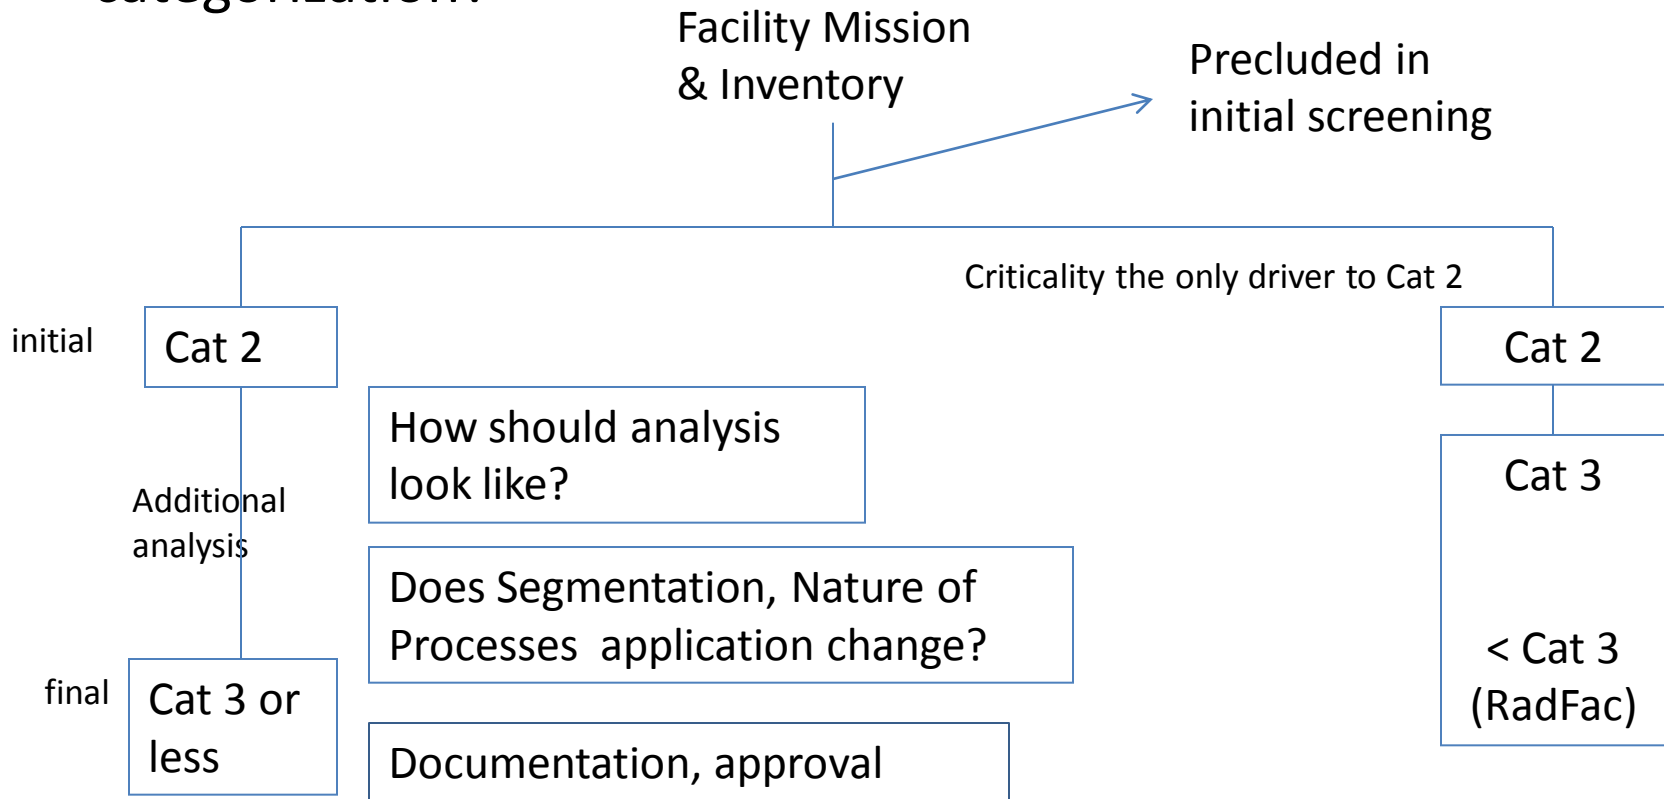 categorization?
Facility Mission
& Inventory
Precluded in
initial screening
Criticality the only driver to Cat 2
initial
Cat 2
Cat 2
How should analysis
look like?
Cat 3
Additional
analysis
Does Segmentation, Nature of
Processes application change?
< Cat 3
(RadFac)
final
Cat 3 or
less
Documentation, approval